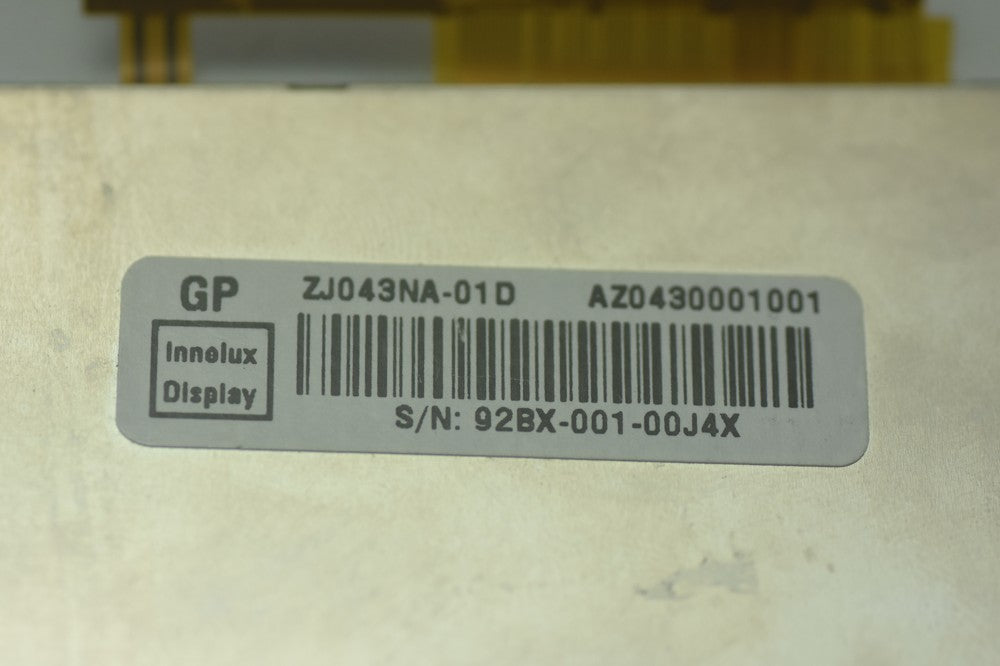 GP
ZJ043NA-01D AZ0430001001
Innolux
Display
S/N: 92BX-001-00J4X